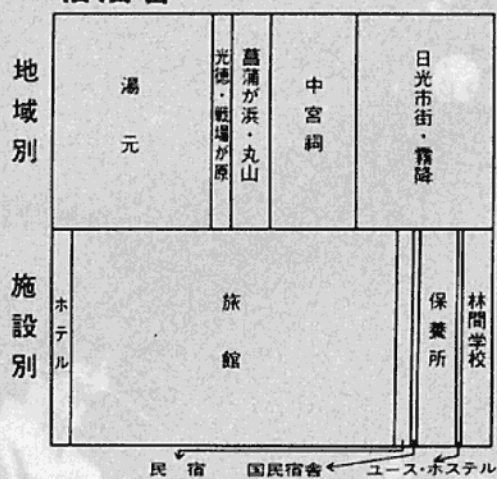 地域別
湯元
光徳・戦場が原
菖蒲が浜・丸山
中宮祠
日光市街・霧降
施設別
ホテル
旅館
保養所
林間学校
民宿
国民宿舎
ユース・ホステル